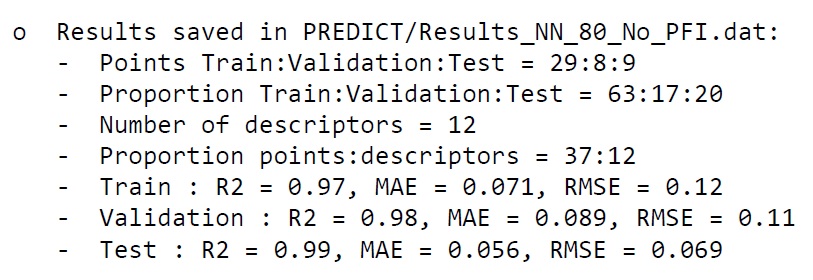 o Results saved in PREDICT/Results_NN_80_No_PFI.dat:
- Points Train:Validation:Test = 29:8:9
- Proportion Train:Validation:Test = 63:17:20
- Number of descriptors = 12
- Proportion points:descriptors = 37:12
- Train : R2 = 0.97, MAE = 0.071, RMSE = 0.12
- Validation : R2 = 0.98, MAE = 0.089, RMSE = 0.11
- Test : R2 = 0.99, MAE = 0.056, RMSE = 0.069